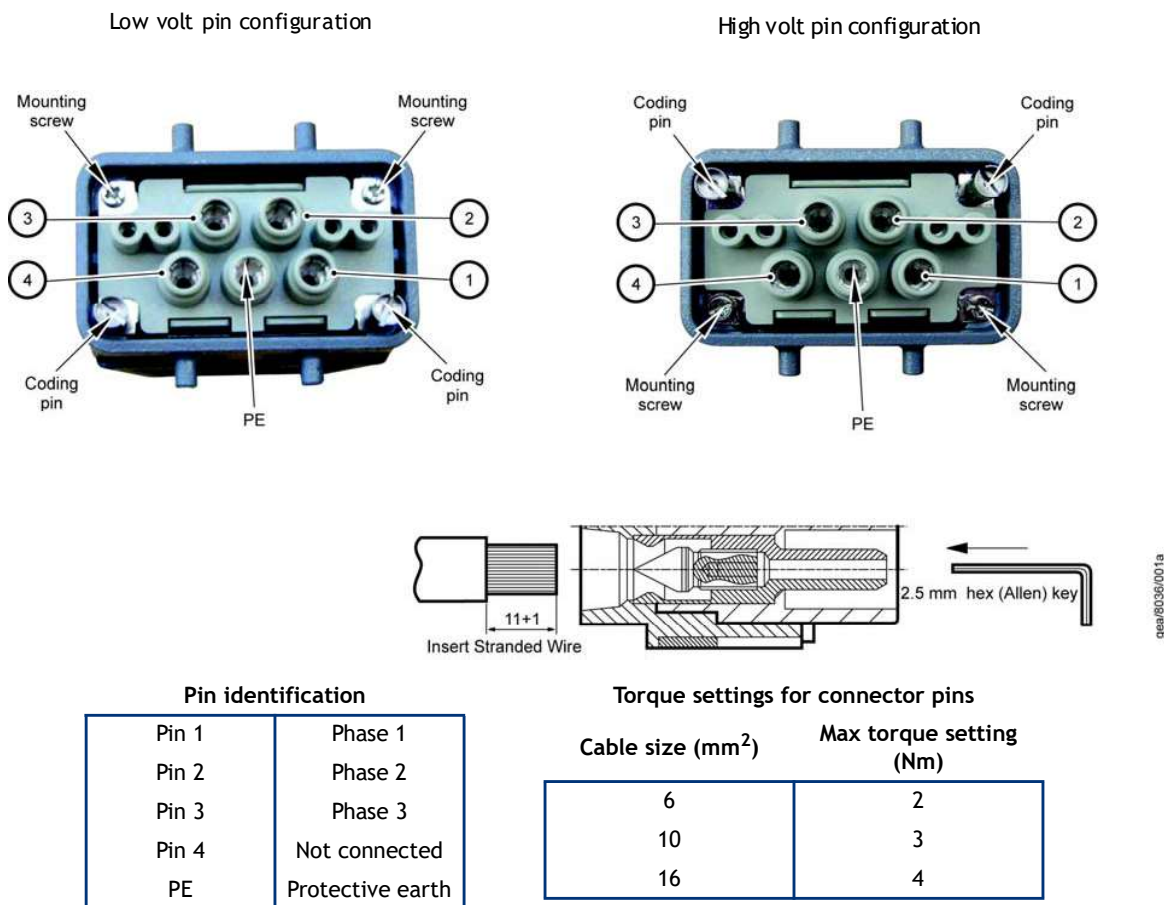 Low volt pin configuration
High volt pin configuration
Mounting
screw
Mounting
screw
3
2
4
1
Coding
pin
PE
Coding
pin
Coding
pin
Coding
pin
3
2
4
1
Mounting
screw
PE
Mounting
screw
11+1
Insert Stranded Wire
2.5 mm hex (Allen) key
gea/8036/001a
Pin identification
Pin 1 Phase 1
Pin 2 Phase 2
Pin 3 Phase 3
Pin 4 Not connected
PE Protective earth
Torque settings for connector pins
Cable size (mm²) Max torque setting
(Nm)
6 2
10 3
16 4